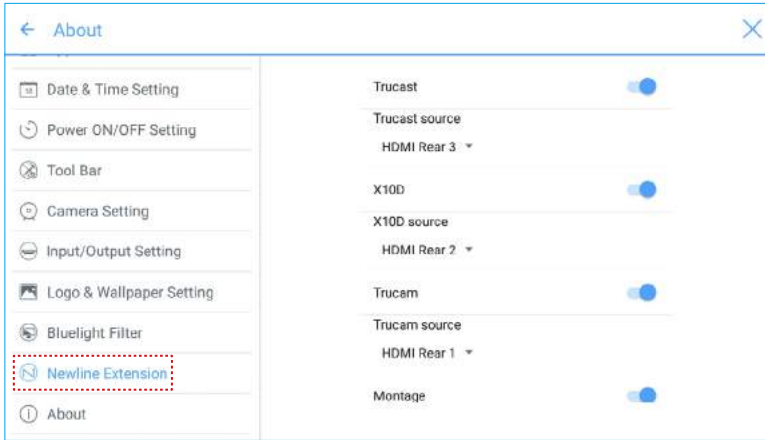 About
Date & Time Setting
Power ON/OFF Setting
Tool Bar
Camera Setting
Input/Output Setting
Logo & Wallpaper Setting
Bluelight Filter
Newline Extension
About
Trucast
Trucast source
HDMI Rear 3
X10D
X10D source
HDMI Rear 2
Trucam
Trucam source
HDMI Rear 1
Montage